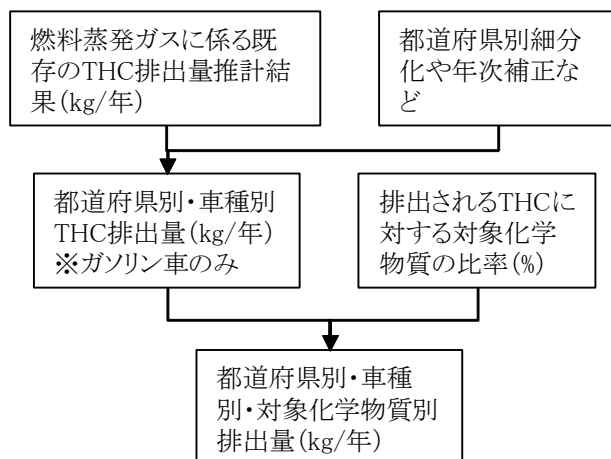 燃料蒸発ガスに係る既
存のTHC排出量推計結
果(kg/年)
都道府県別細分
化や年次補正な
ど
都道府県別・車種別
THC排出量(kg/年)
※ガソリン車のみ
排出されるTHCに
対する対象化学
物質の比率(%)
都道府県別・車種
別・対象化学物質別
排出量(kg/年)